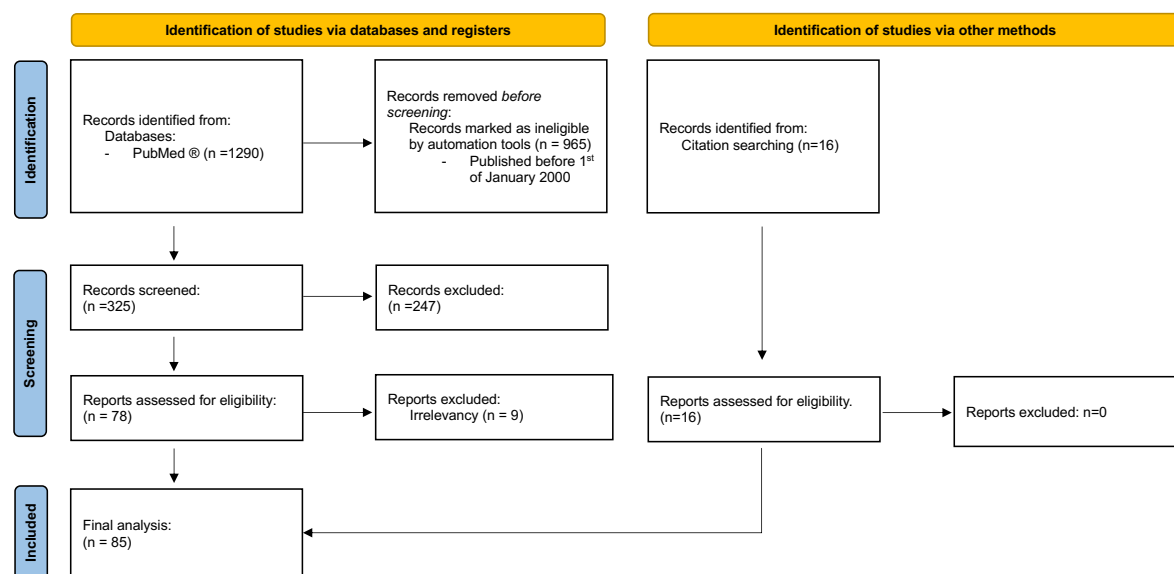 Identification of studies via databases and registers
Identification of studies via other methods
Identification
Records identified from:
Databases:
- PubMed ® (n =1290)
Records removed before
screening:
Records marked as ineligible
by automation tools (n = 965)
- Published before 1st
of January 2000
Records identified from:
Citation searching (n=16)
Screening
Records screened:
(n =325)
Records excluded:
(n =247)
Reports assessed for eligibility:
(n = 78)
Reports excluded:
Irrelevancy (n = 9)
Reports assessed for eligibility.
(n=16)
Reports excluded: n=0
Included
Final analysis:
(n = 85)